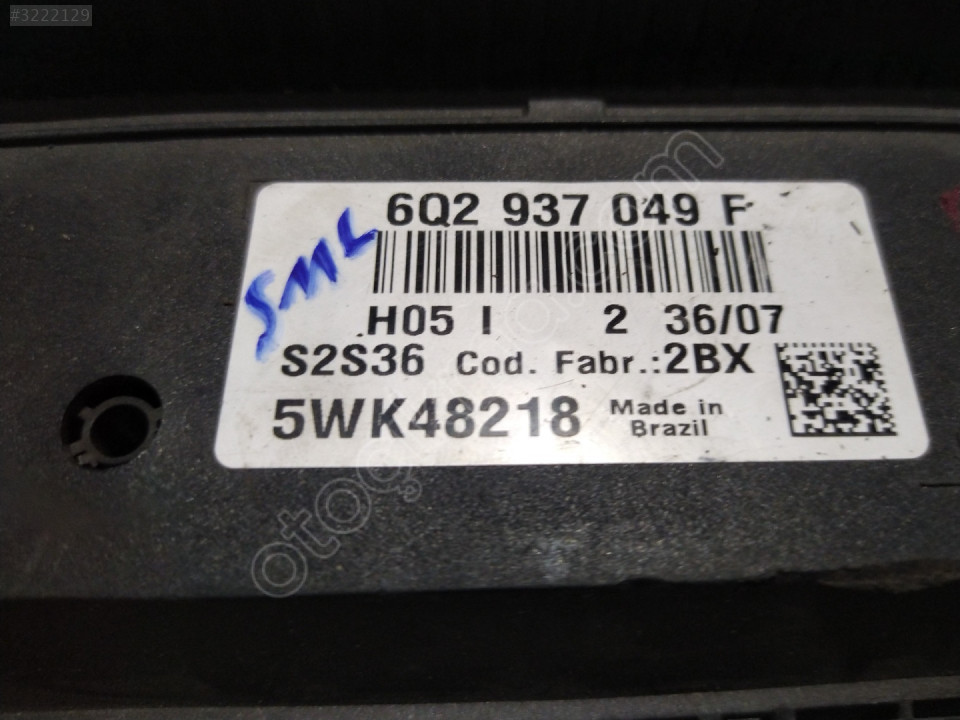 #3222129
6Q2 937 049 F
SML
H05 I 2 36/07
S2S36 Cod. Fabr.:2BX
5WK48218 Made in
Brazil